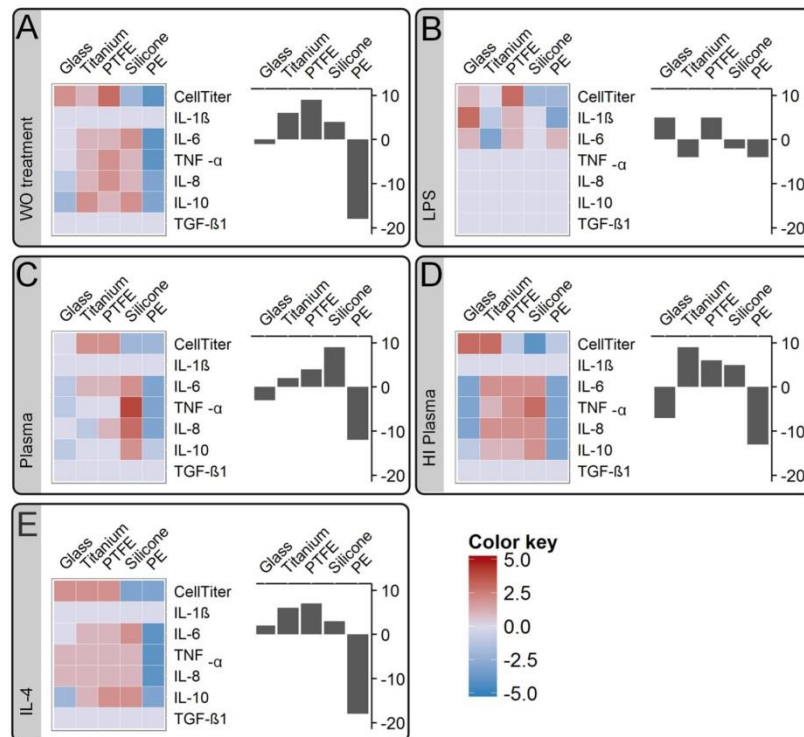 A
Glass Titanium PTFE Silicone PE
Glass Titanium PTFE Silicone PE
WO treatment
CellTiter
IL-1ß
IL-6
TNF -α
IL-8
IL-10
TGF-ß1
10
0
-10
-20
B
Glass Titanium PTFE Silicone PE
Glass Titanium PTFE Silicone PE
LPS
CellTiter
IL-1ß
IL-6
TNF -α
IL-8
IL-10
TGF-ß1
10
0
-10
-20
C
Glass Titanium PTFE Silicone PE
Glass Titanium PTFE Silicone PE
Plasma
CellTiter
IL-1ß
IL-6
TNF -α
IL-8
IL-10
TGF-ß1
10
0
-10
-20
D
Glass Titanium PTFE Silicone PE
Glass Titanium PTFE Silicone PE
HI Plasma
CellTiter
IL-1ß
IL-6
TNF -α
IL-8
IL-10
TGF-ß1
10
0
-10
-20
E
Glass Titanium PTFE Silicone PE
Glass Titanium PTFE Silicone PE
IL-4
CellTiter
IL-1ß
IL-6
TNF -α
IL-8
IL-10
TGF-ß1
10
0
-10
-20
Color key
5.0
2.5
0.0
-2.5
-5.0